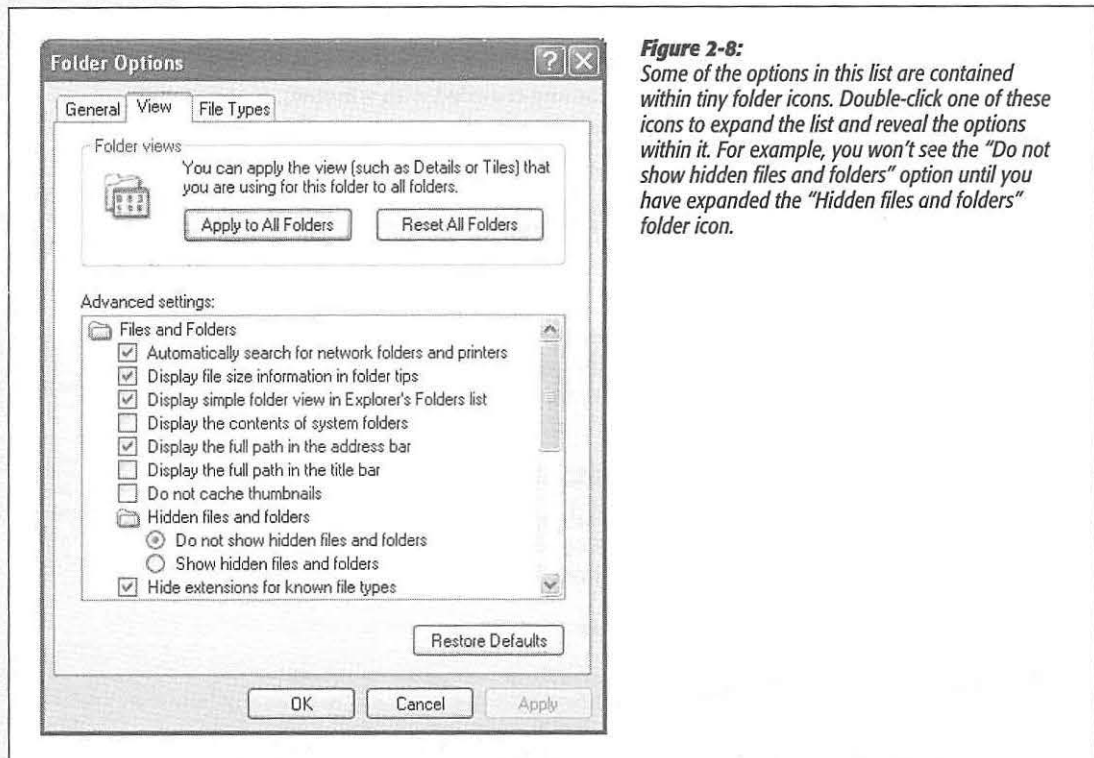 Folder Options
General
View
File Types
Folder views
You can apply the view (such as Details or Tiles) that
you are using for this folder to all folders.
Apply to All Folders
Reset All Folders
Advanced settings:
Files and Folders
Automatically search for network folders and printers
Display file size information in folder tips
Display simple folder view in Explorer's Folders list
Display the contents of system folders
Display the full path in the address bar
Display the full path in the title bar
Do not cache thumbnails
Hidden files and folders
Do not show hidden files and folders
Show hidden files and folders
Hide extensions for known file types
Restore Defaults
OK
Cancel
Apply
Figure 2-8:
Some of the options in this list are contained
within tiny folder icons. Double-click one of these
icons to expand the list and reveal the options
within it. For example, you won't see the "Do not
show hidden files and folders" option until you
have expanded the "Hidden files and folders"
folder icon.